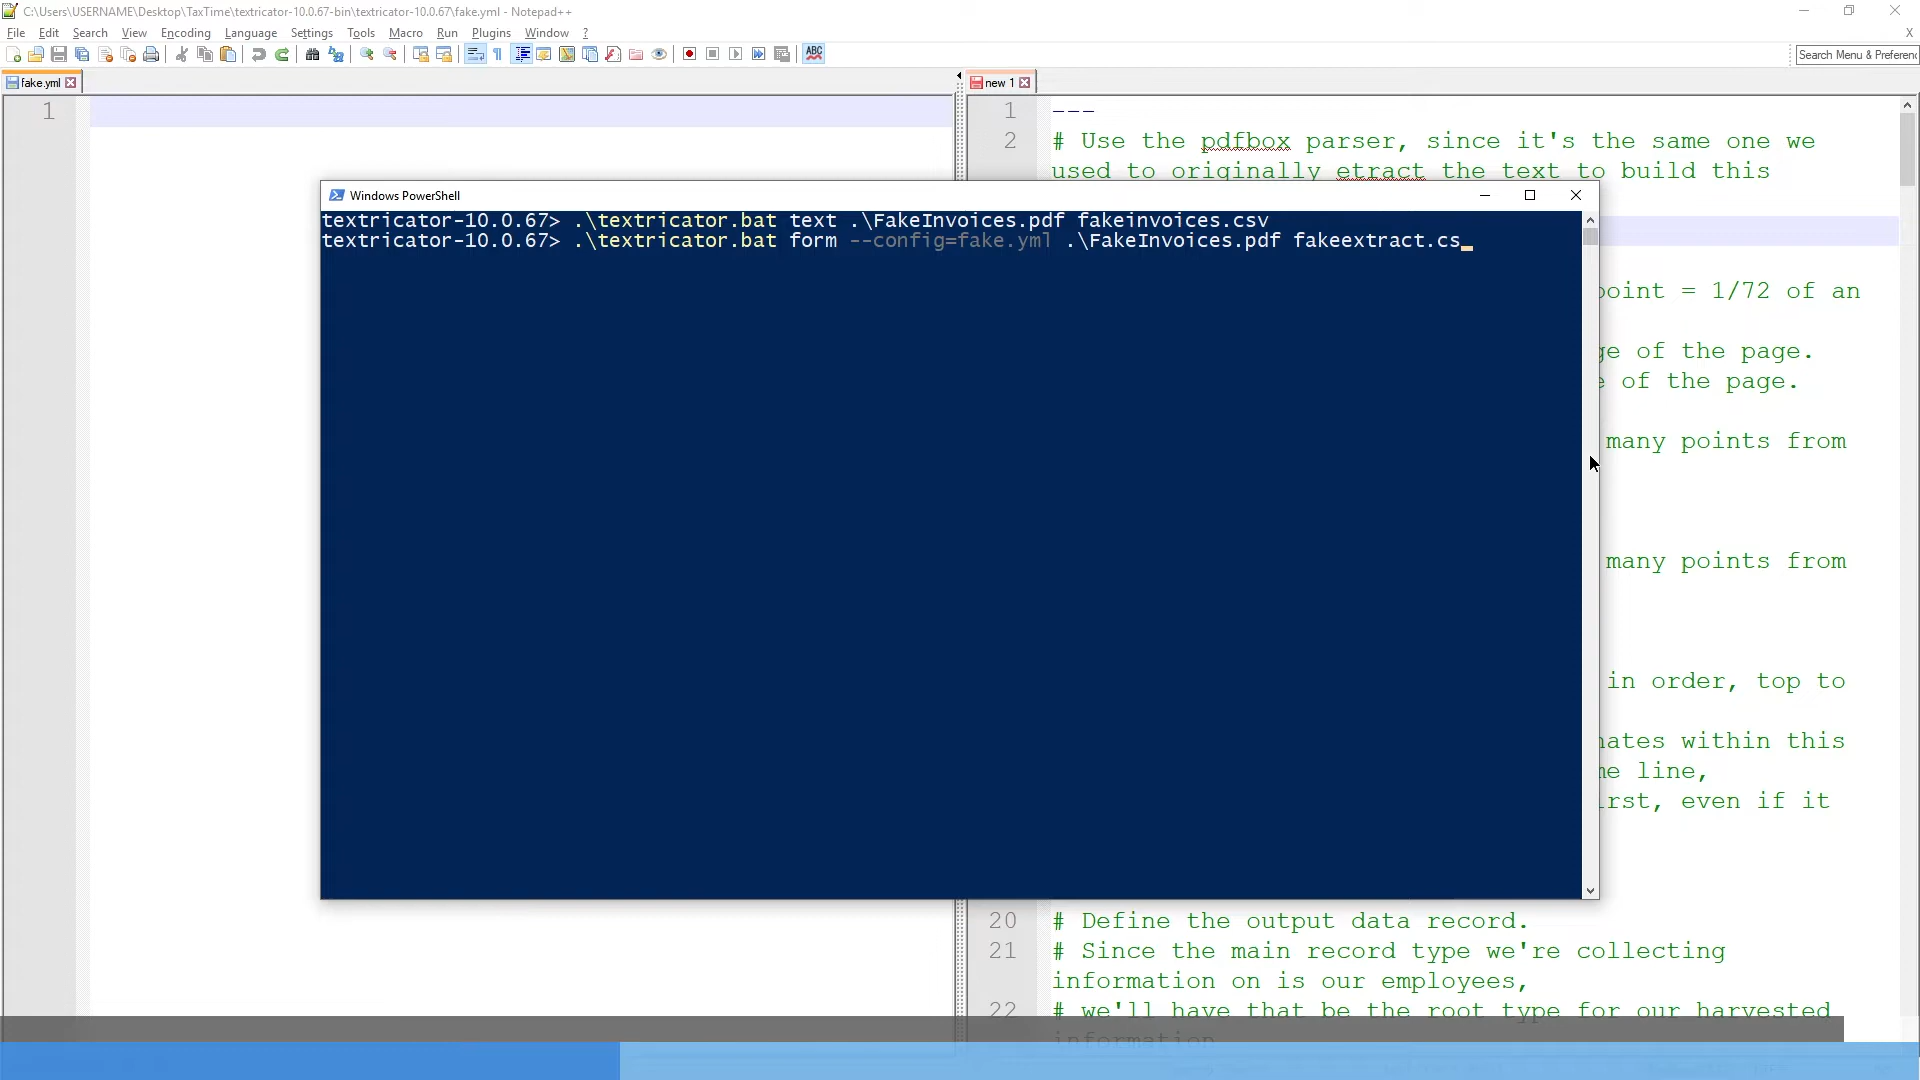 C:\Users\USERNAME\Desktop\TaxTime\textricator-10.0.67-bin\textricator-10.0.67\fake.yml - Notepad++
File Edit Search View Encoding Language Settings Tools Macro Run Plugins Window ? X
ABC
Search Menu & Preferenc
fake.yml
1
new 1
1 ---
2 # Use the pdfbox parser, since it's the same one we
used to originally etract the text to build this
Windows PowerShell
textricator-10.0.67> .\textricator.bat text .\FakeInvoices.pdf fakeinvoices.csv
textricator-10.0.67> .\textricator.bat form --config=fake.yml .\FakeInvoices.pdf fakeextract.cs_
point = 1/72 of an
ge of the page.
e of the page.
many points from
many points from
in order, top to
nates within this
me line,
irst, even if it
20 # Define the output data record.
21 # Since the main record type we're collecting
information on is our employees,
22 # we'll have that be the root type for our harvested
information